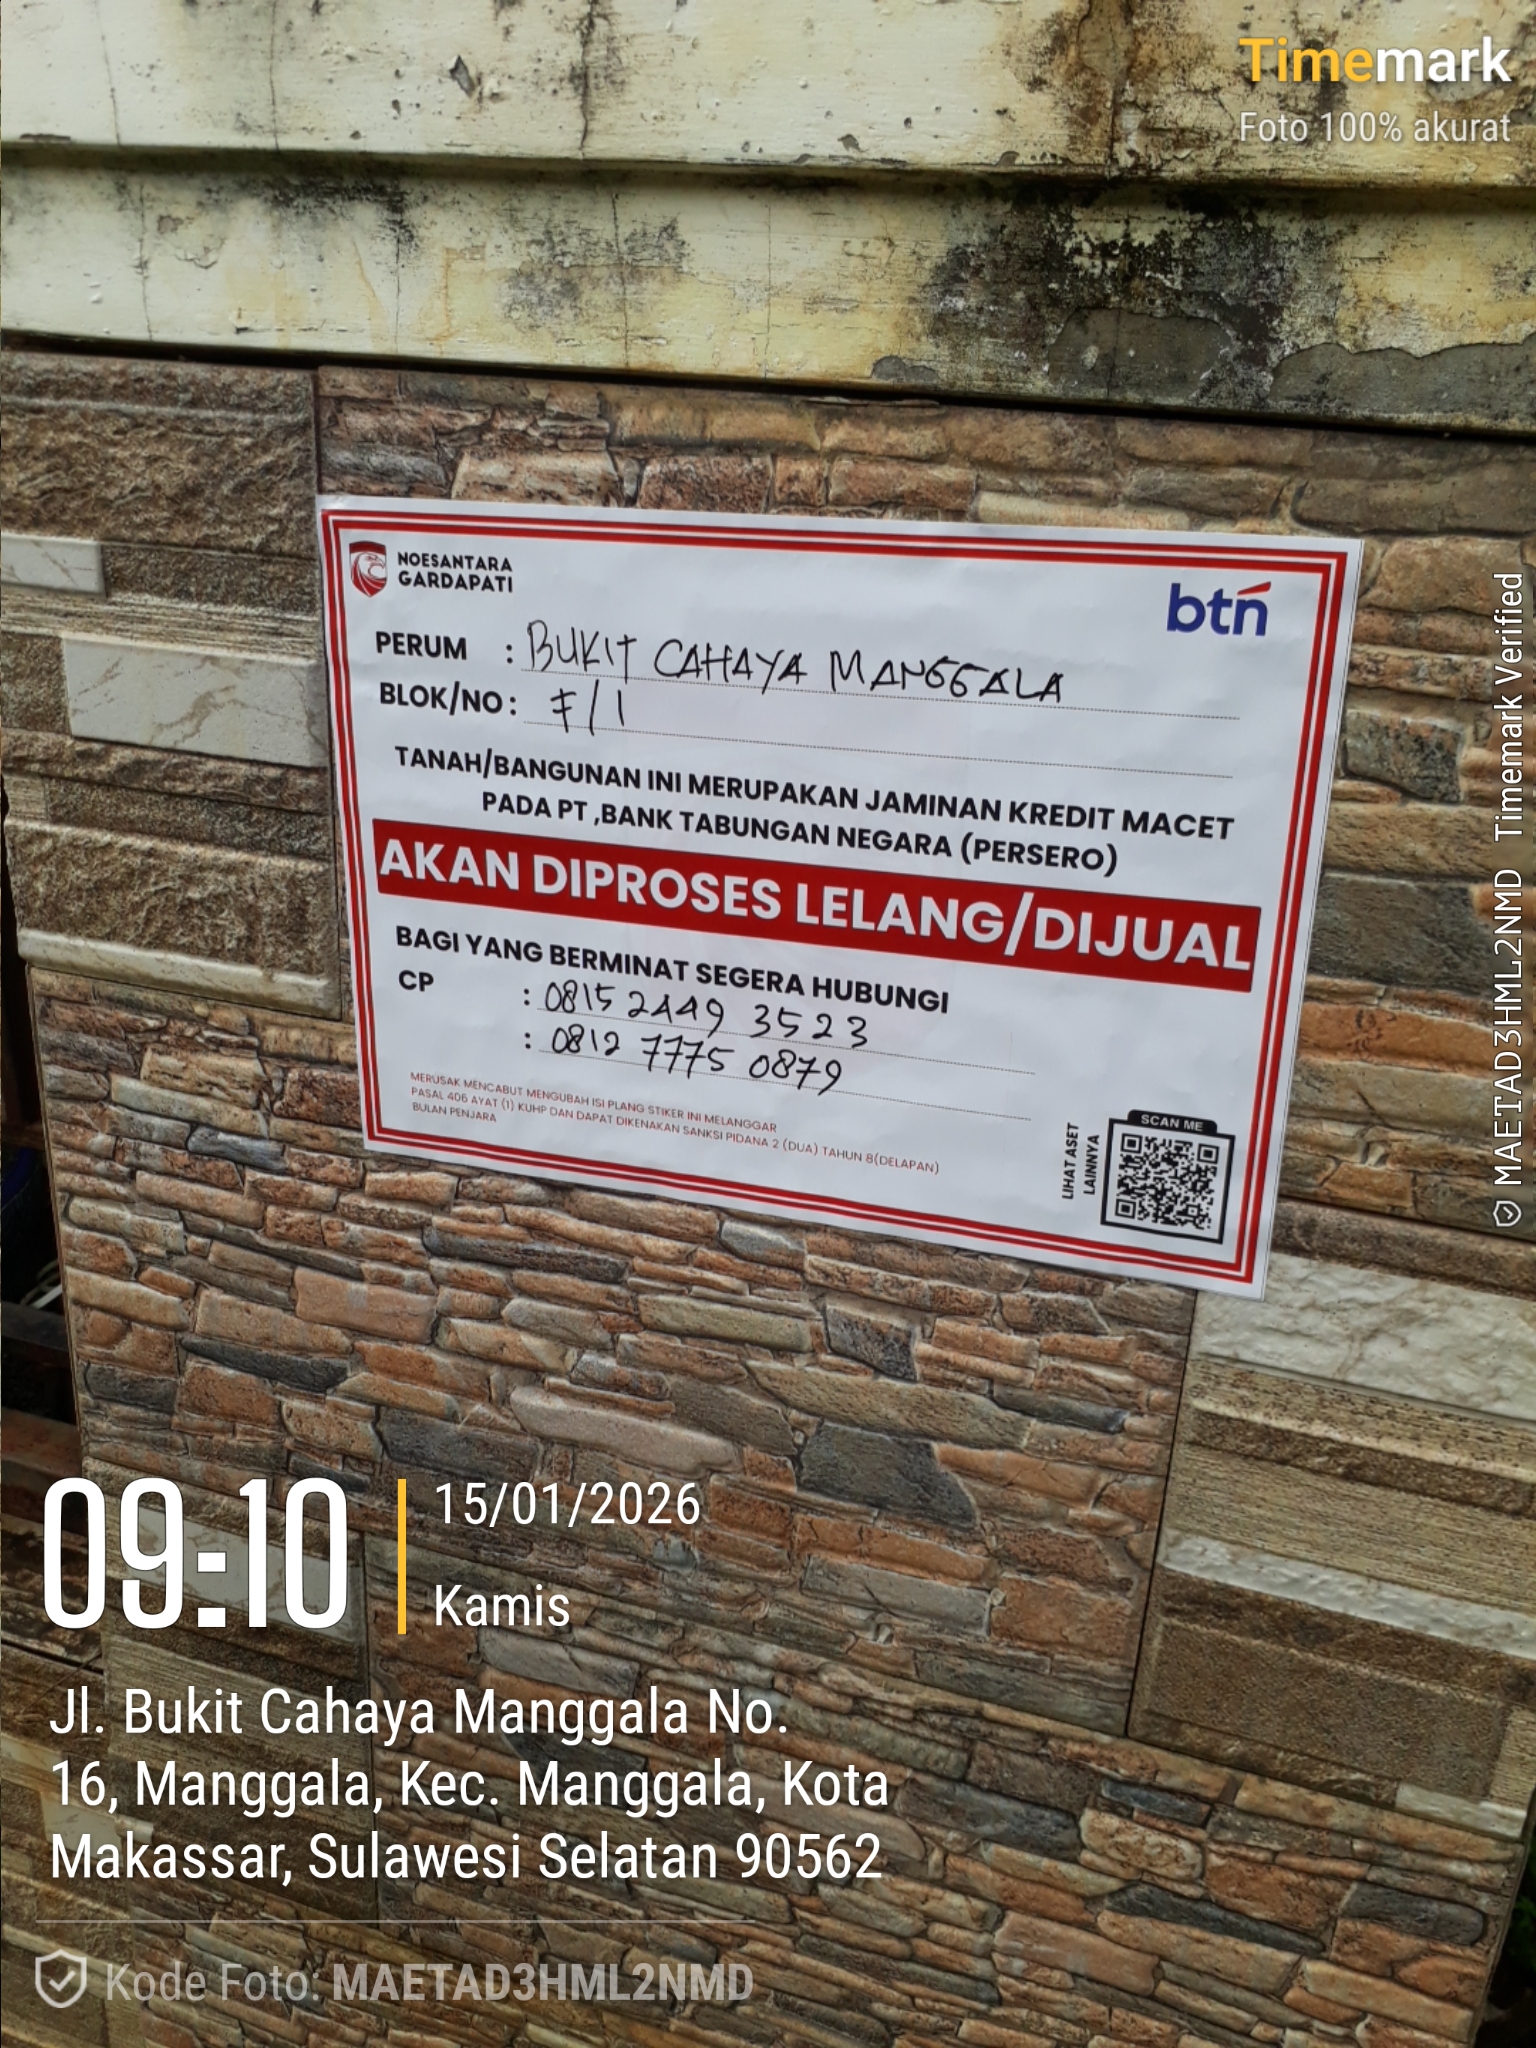 Timemark
Foto 100% akurat
NOESANTARA
GARDAPATI
btn
PERUM : BUKIT CAHAYA MANGGALA
BLOK/NO : F/1
TANAH/BANGUNAN INI MERUPAKAN JAMINAN KREDIT MACET
PADA PT ,BANK TABUNGAN NEGARA (PERSERO)
AKAN DIPROSES LELANG/DIJUAL
BAGI YANG BERMINAT SEGERA HUBUNGI
CP : 0815 2449 3523
: 0812 7775 0879
MERUSAK MENCABUT MENGUBAH ISI PLANG STIKER INI MELANGGAR
PASAL 406 AYAT (1) KUHP DAN DAPAT DIKENAKAN SANKSI PIDANA 2 (DUA) TAHUN 8(DELAPAN)
BULAN PENJARA
LIHAT ASET
LAINNYA
SCAN ME
MAETAD3HML2NMD Timemark Verified
09:10
15/01/2026
Kamis
Jl. Bukit Cahaya Manggala No.
16, Manggala, Kec. Manggala, Kota
Makassar, Sulawesi Selatan 90562
Kode Foto: MAETAD3HML2NMD